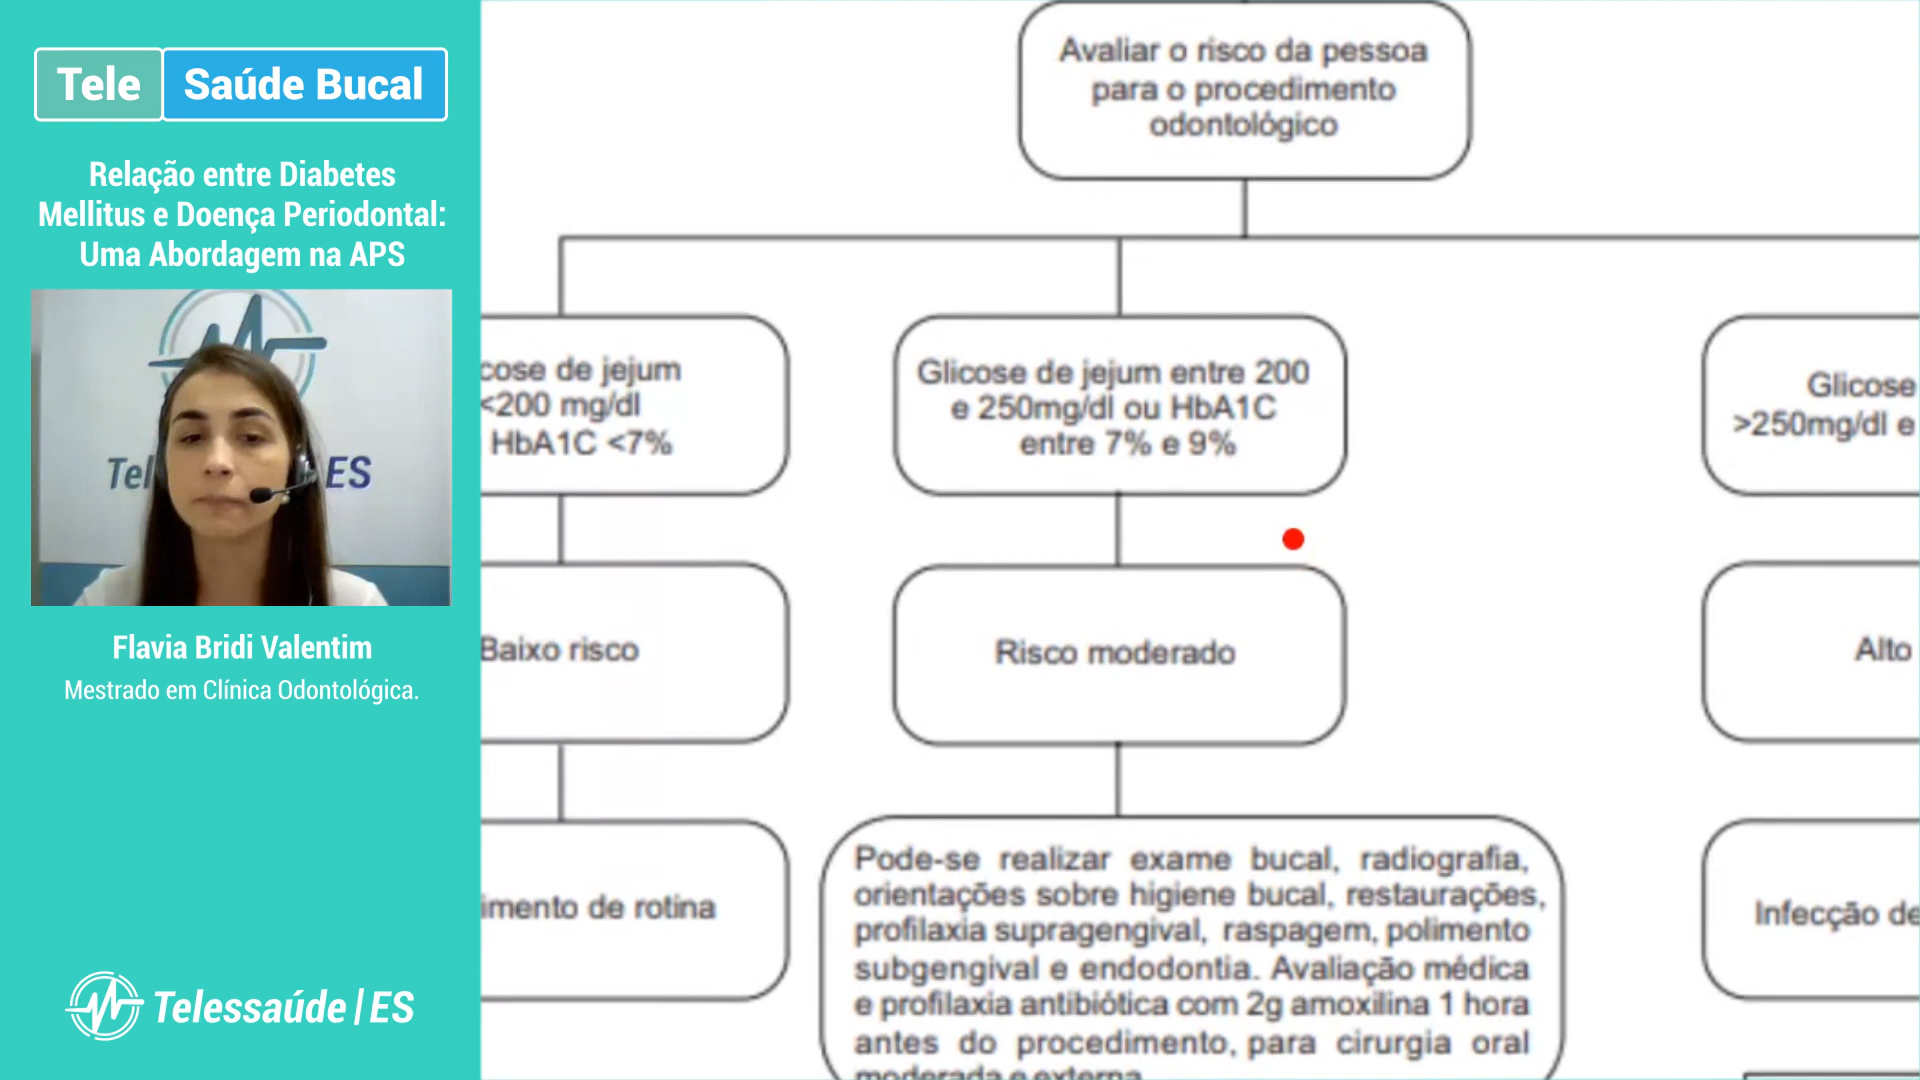 Tele Saúde Bucal
Relação entre Diabetes
Mellitus e Doença Periodontal:
Uma Abordagem na APS
Tel ES
Flavia Bridi Valentim
Mestrado em Clínica Odontológica.
Telessaúde|ES
Avaliar o risco da pessoa
para o procedimento
odontológico
cose de jejum
<200 mg/dl
HbA1C <7%
Baixo risco
imento de rotina
Glicose de jejum entre 200
e 250mg/dl ou HbA1C
entre 7% e 9%
Risco moderado
Pode-se realizar exame bucal, radiografia,
orientações sobre higiene bucal, restaurações,
profilaxia supragengival, raspagem, polimento
subgengival e endodontia. Avaliação médica
e profilaxia antibiótica com 2g amoxilina 1 hora
antes do procedimento, para cirurgia oral
moderada e externa
Glicose
>250mg/dl e
Alto
Infecção de